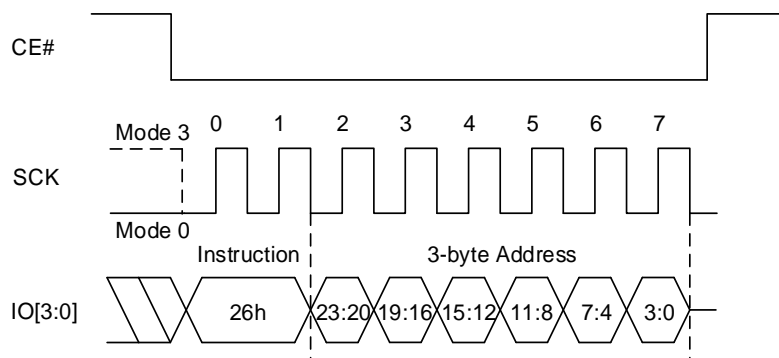 CE#
0 1 2 3 4 5 6 7
Mode 3
SCK
Mode 0
Instruction 3-byte Address
IO[3:0] 26h 23:20 19:16 15:12 11:8 7:4 3:0